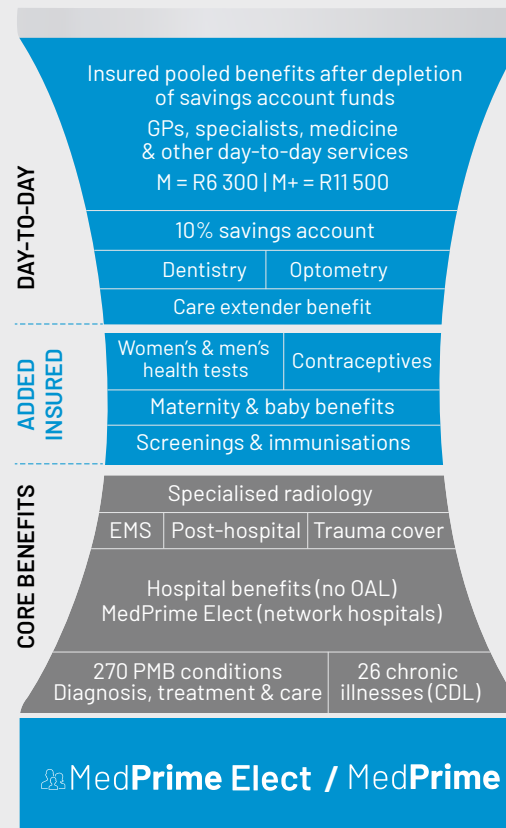 DAY-TO-DAY
Insured pooled benefits after depletion
of savings account funds
GPs, specialists, medicine
& other day-to-day services
M = R6 300 | M+ = R11 500
10% savings account
Dentistry
Optometry
Care extender benefit
ADDED
INSURED
Women's & men's
health tests
Contraceptives
Maternity & baby benefits
Screenings & immunisations
CORE BENEFITS
Specialised radiology
EMS
Post-hospital
Trauma cover
Hospital benefits (no OAL)
MedPrime Elect (network hospitals)
270 PMB conditions
Diagnosis, treatment & care
26 chronic
illnesses (CDL)
MedPrime Elect / MedPrime